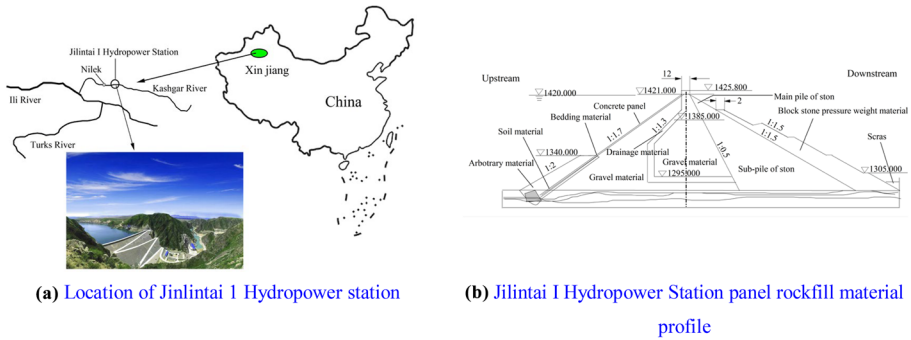 Jilintai I Hydropower Station
Nilek
Kashgar River
Ili River
Turks River
Xin jiang
China
(a) Location of Jinlintai 1 Hydropower station
Upstream
Downstream
12
1420.000
1421.000
1425.800
Main pile of ston
2
Block stone pressure weight material
Concrete panel
1385.000
Bedding material
1:1.7
1:1.3
1:1.5
1:1.5
Soil material
Drainage material
1340.000
1:2
1:0.5
Arbotrary material
Gravel material
Gravel material
1295.000
Sub-pile of ston
Scras
1305.000
(b) Jilintai I Hydropower Station panel rockfill material
profile